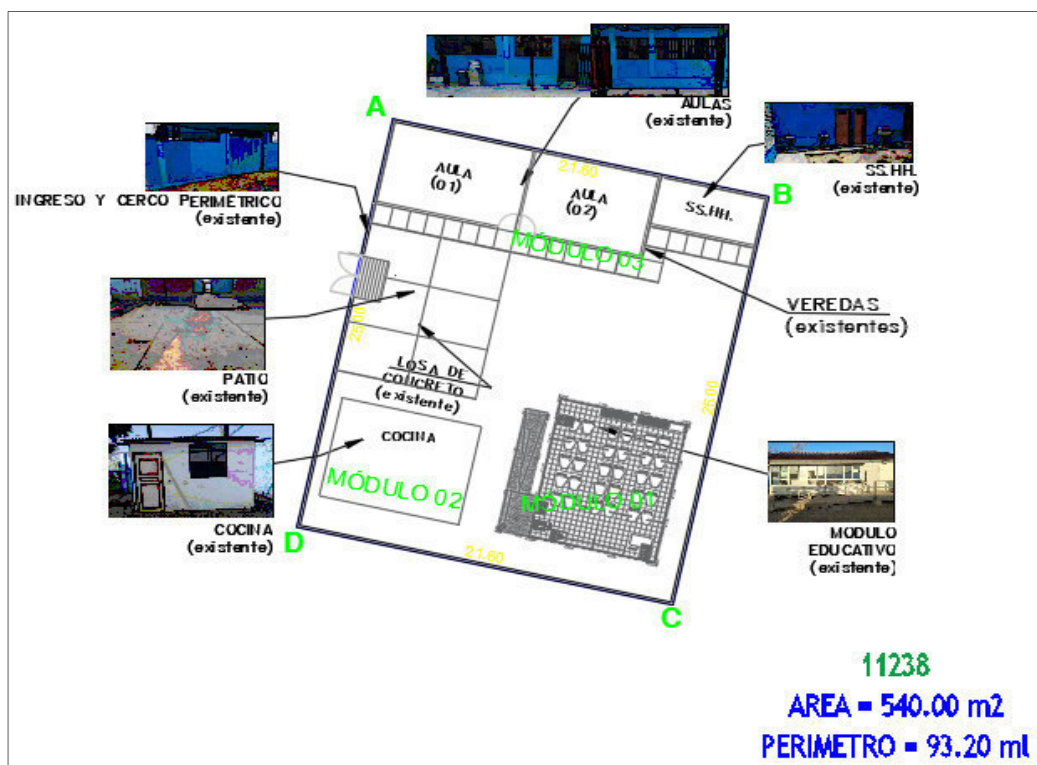 AULAS
(existente)
A
SS.HH.
(existente)
INGRESO Y CERCO PERIMÉTRICO
(existente)
AULA
(01)
21.60
AULA
(02)
B
SS.HH.
MÓDULO 03
VEREDAS
(existentes)
25.00
PATIO
(existente)
LOSA DE
CONCRETO
(existente)
25.00
COCINA
MÓDULO 02
MÓDULO 01
COCINA
(existente)
D
21.60
MODULO
EDUCATIVO
(existente)
C
11238
AREA = 540.00 m2
PERIMETRO = 93.20 ml